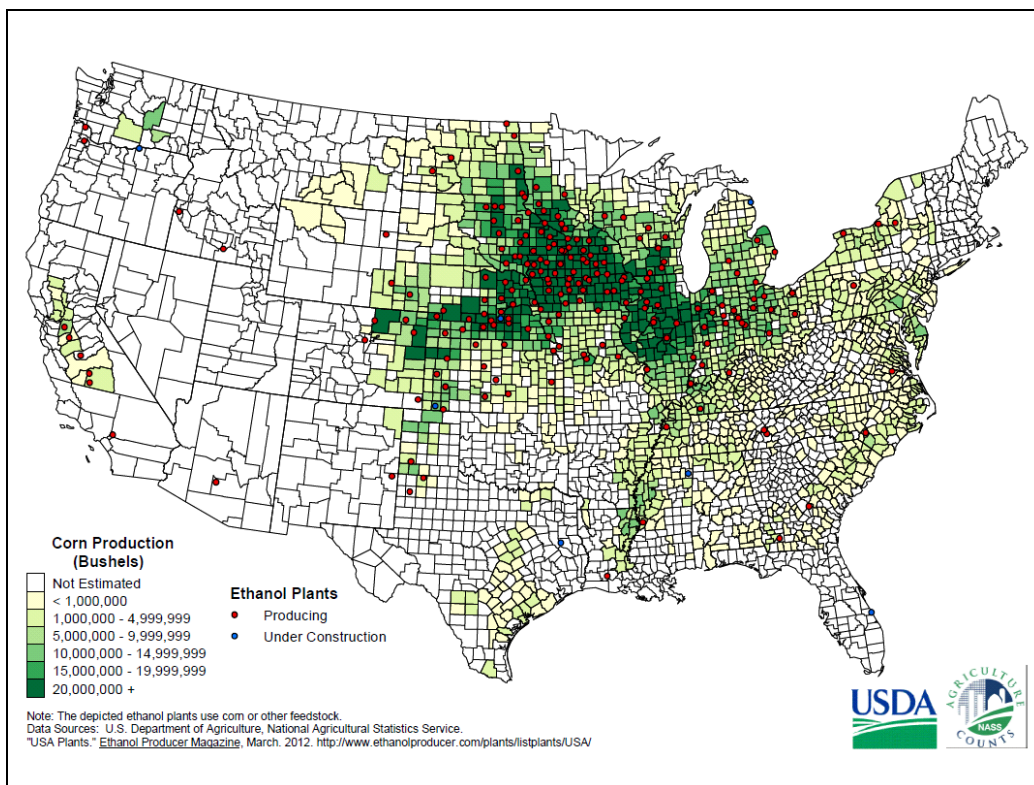 Corn Production
(Bushels)
Not Estimated
< 1,000,000
1,000,000 - 4,999,999
5,000,000 - 9,999,999
10,000,000 - 14,999,999
15,000,000 - 19,999,999
20,000,000 +
Ethanol Plants
Producing
Under Construction
Note: The depicted ethanol plants use corn or other feedstock.
Data Sources: U.S. Department of Agriculture, National Agricultural Statistics Service.
"USA Plants." Ethanol Producer Magazine, March. 2012. http://www.ethanolproducer.com/plants/listplants/USA/
USDA
AGRICULTURE
NASS
COUNTS